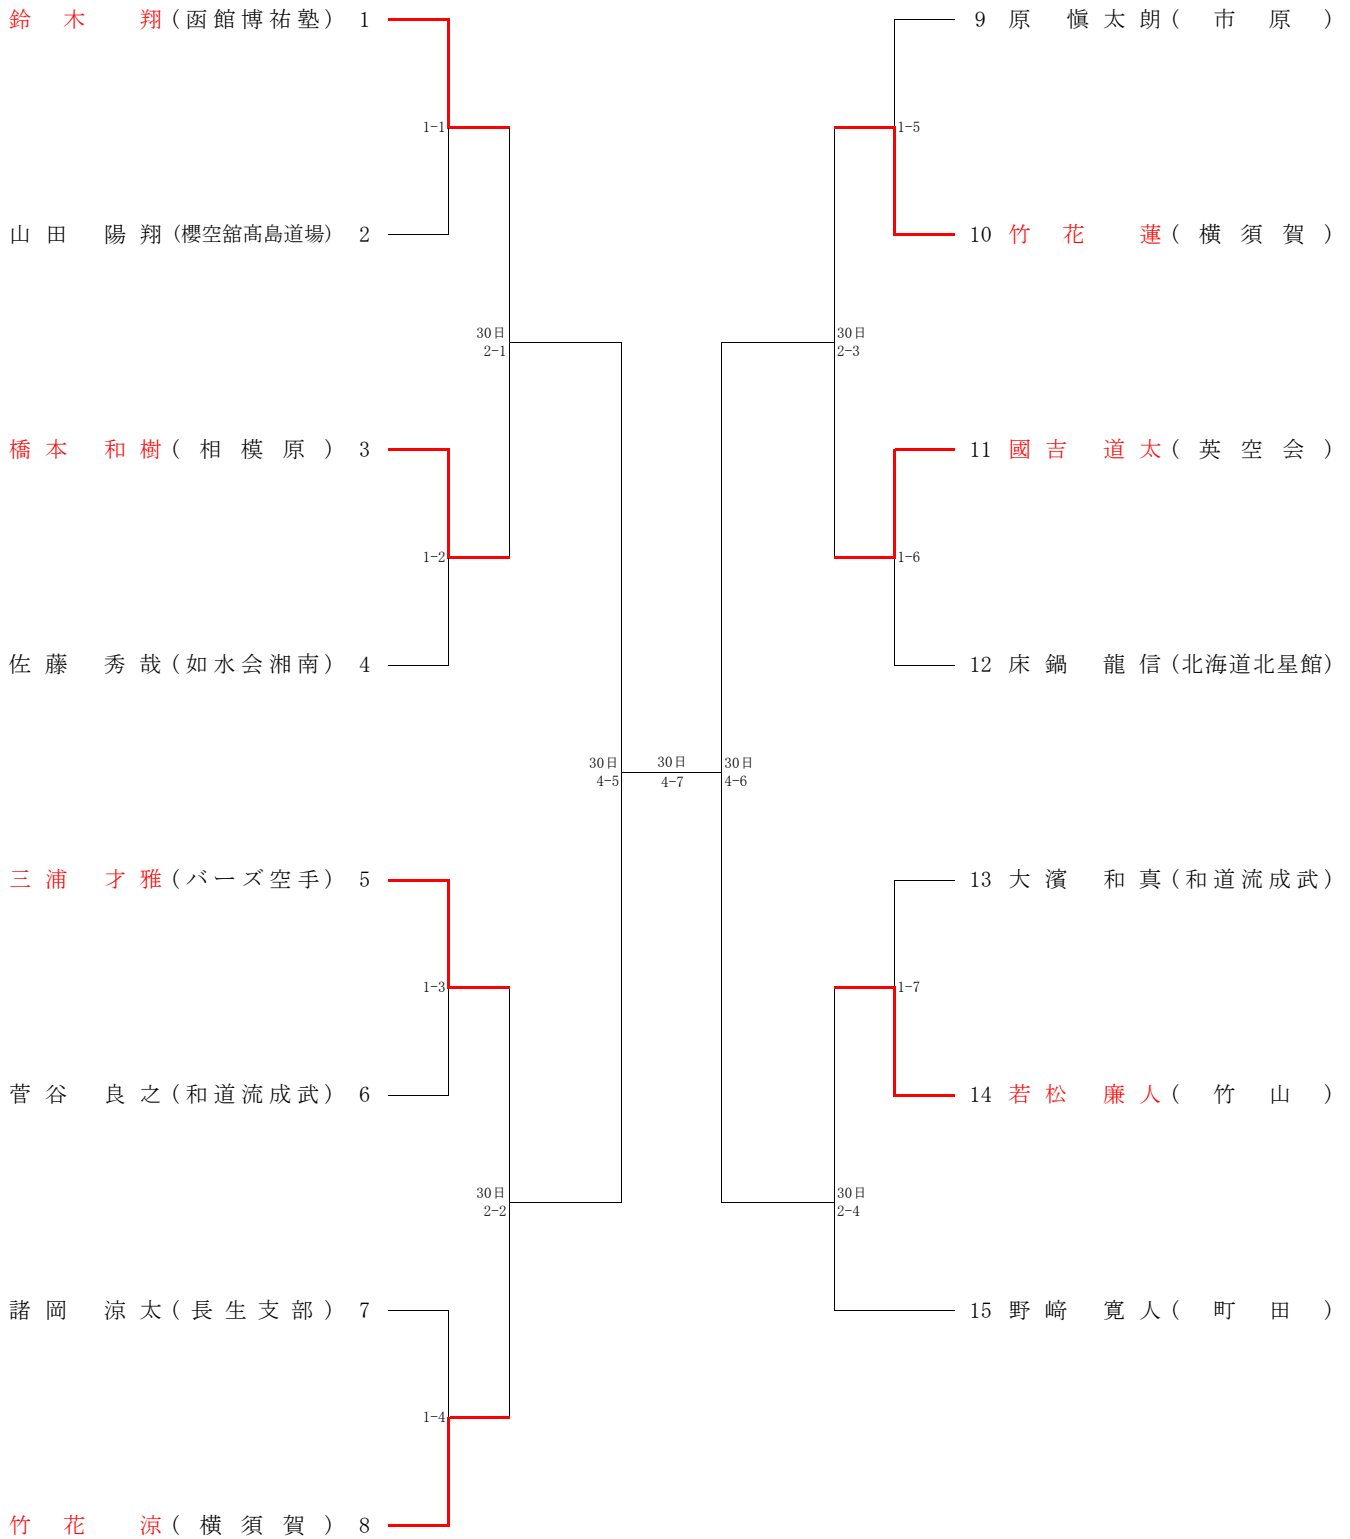 鈴木 翔 (函館博祐塾) 1
1-1
山田 陽翔 (櫻空舘髙島道場) 2
30日
2-1
橋本 和樹 (相模原) 3
1-2
佐藤 秀哉 (如水会湘南) 4
30日
4-5
三浦 才雅 (バーズ空手) 5
1-3
菅谷 良之 (和道流成武) 6
30日
2-2
諸岡 涼太 (長生支部) 7
1-4
竹花 涼 (横須賀) 8
30日
4-7
9 原 愼太朗 (市原)
1-5
10 竹花 蓮 (横須賀)
30日
2-3
11 國吉 道太 (英空会)
1-6
12 床鍋 龍信 (北海道北星館)
30日
4-6
13 大濱 和真 (和道流成武)
1-7
14 若松 廉人 (竹山)
30日
2-4
15 野﨑 寛人 (町田)